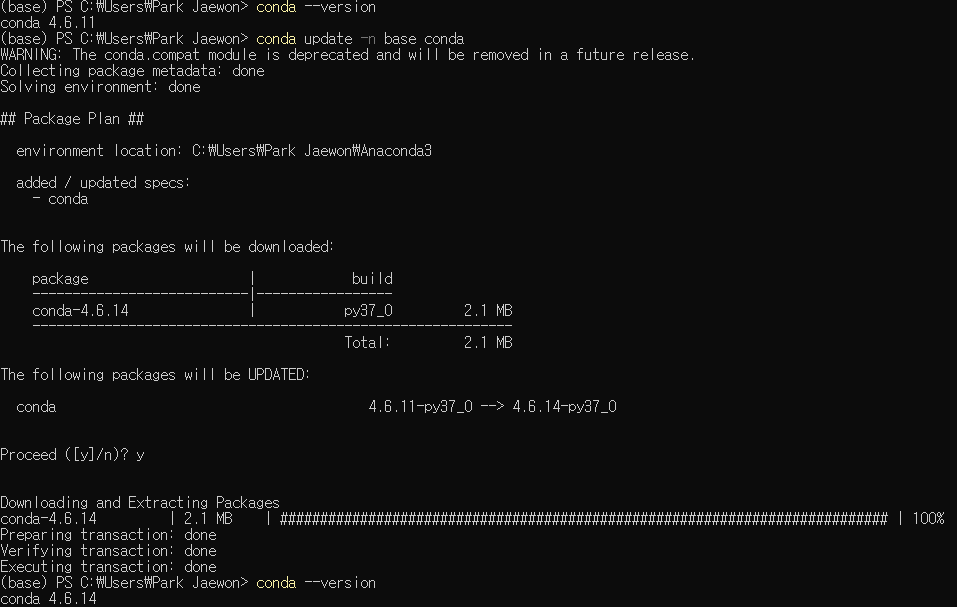 (base) PS C:₩Users₩Park Jaewon> conda --version
conda 4.6.11
(base) PS C:₩Users₩Park Jaewon> conda update -n base conda
WARNING: The conda.compat module is deprecated and will be removed in a future release.
Collecting package metadata: done
Solving environment: done
## Package Plan ##
  environment location: C:₩Users₩Park Jaewon₩Anaconda3
  added / updated specs:
    - conda
The following packages will be downloaded:
    package                    |            build
    ---------------------------|-----------------
    conda-4.6.14               |           py37_0         2.1 MB
    ------------------------------------------------------------
                                           Total:         2.1 MB
The following packages will be UPDATED:
  conda                                       4.6.11-py37_0 --> 4.6.14-py37_0
Proceed ([y]/n)? y
Downloading and Extracting Packages
conda-4.6.14         | 2.1 MB    | ############################################################################ | 100%
Preparing transaction: done
Verifying transaction: done
Executing transaction: done
(base) PS C:₩Users₩Park Jaewon> conda --version
conda 4.6.14